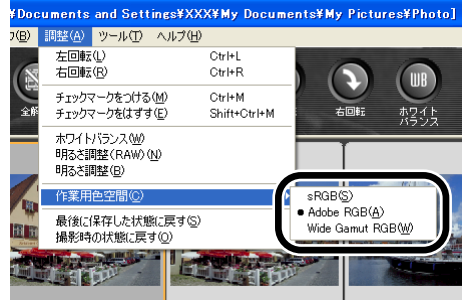 ¥Documents and Settings¥XXX¥My Documents¥My Pictures¥Photo]
(B) 調整(A) ツール(T) ヘルプ(H)
左回転(L) Ctrl+L
右回転(R) Ctrl+R
チェックマークをつける(M) Ctrl+M
チェックマークをはずす(E) Shift+Ctrl+M
ホワイトバランス(W)
明るさ調整(RAW)(N)
明るさ調整(B)
作業用色空間(C)
最後に保存した状態に戻す(S)
撮影時の状態に戻す(O)
sRGB(S)
Adobe RGB(A)
Wide Gamut RGB(W)
WB
右回転
ホワイト
バランス